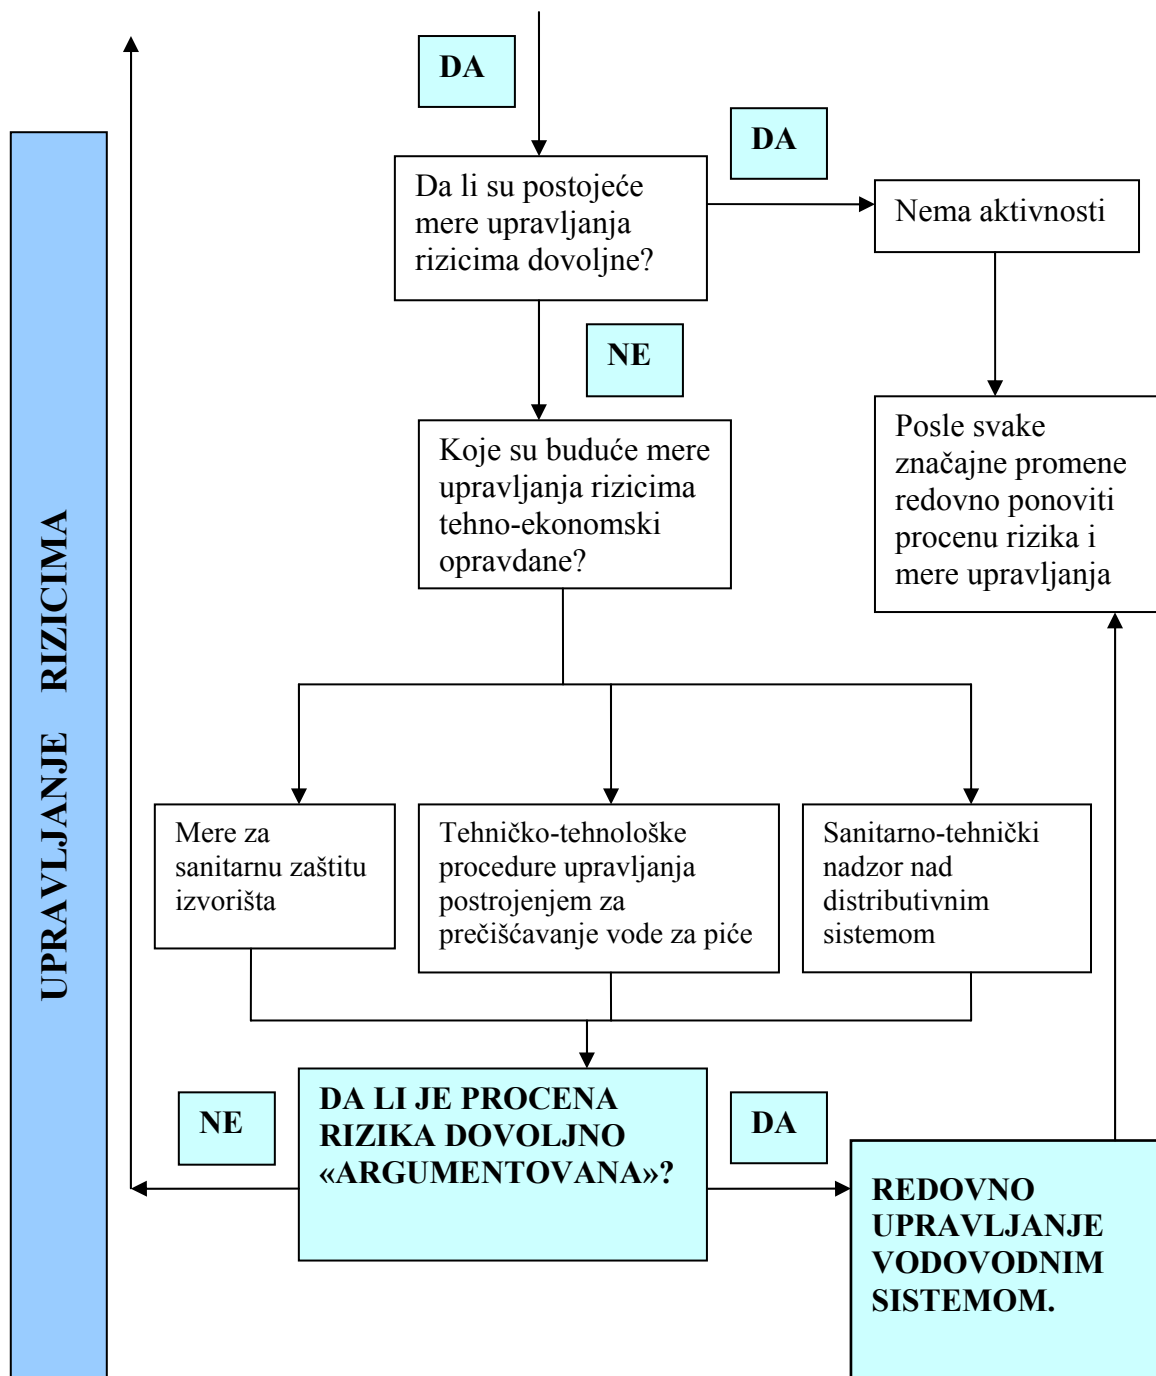 DA
DA
Da li su postojeće
mere upravljanja
rizicima dovoljne?
Nema aktivnosti
NE
Koje su buduće mere
upravljanja rizicima
tehno-ekonomski
opravdane?
Posle svake
značajne promene
redovno ponoviti
procenu rizika i
mere upravljanja
UPRAVLJANJE RIZICIMA
Mere za
sanitarnu zaštitu
izvorišta
Tehničko-tehnološke
procedure upravljanja
postrojenjem za
prečišćavanje vode za piće
Sanitarno-tehnički
nadzor nad
distributivnim
sistemom
NE
DA LI JE PROCENA
RIZIKA DOVOLJNO
«ARGUMENTOVANA»?
DA
REDOVNO
UPRAVLJANJE
VODOVODNIM
SISTEMOM.